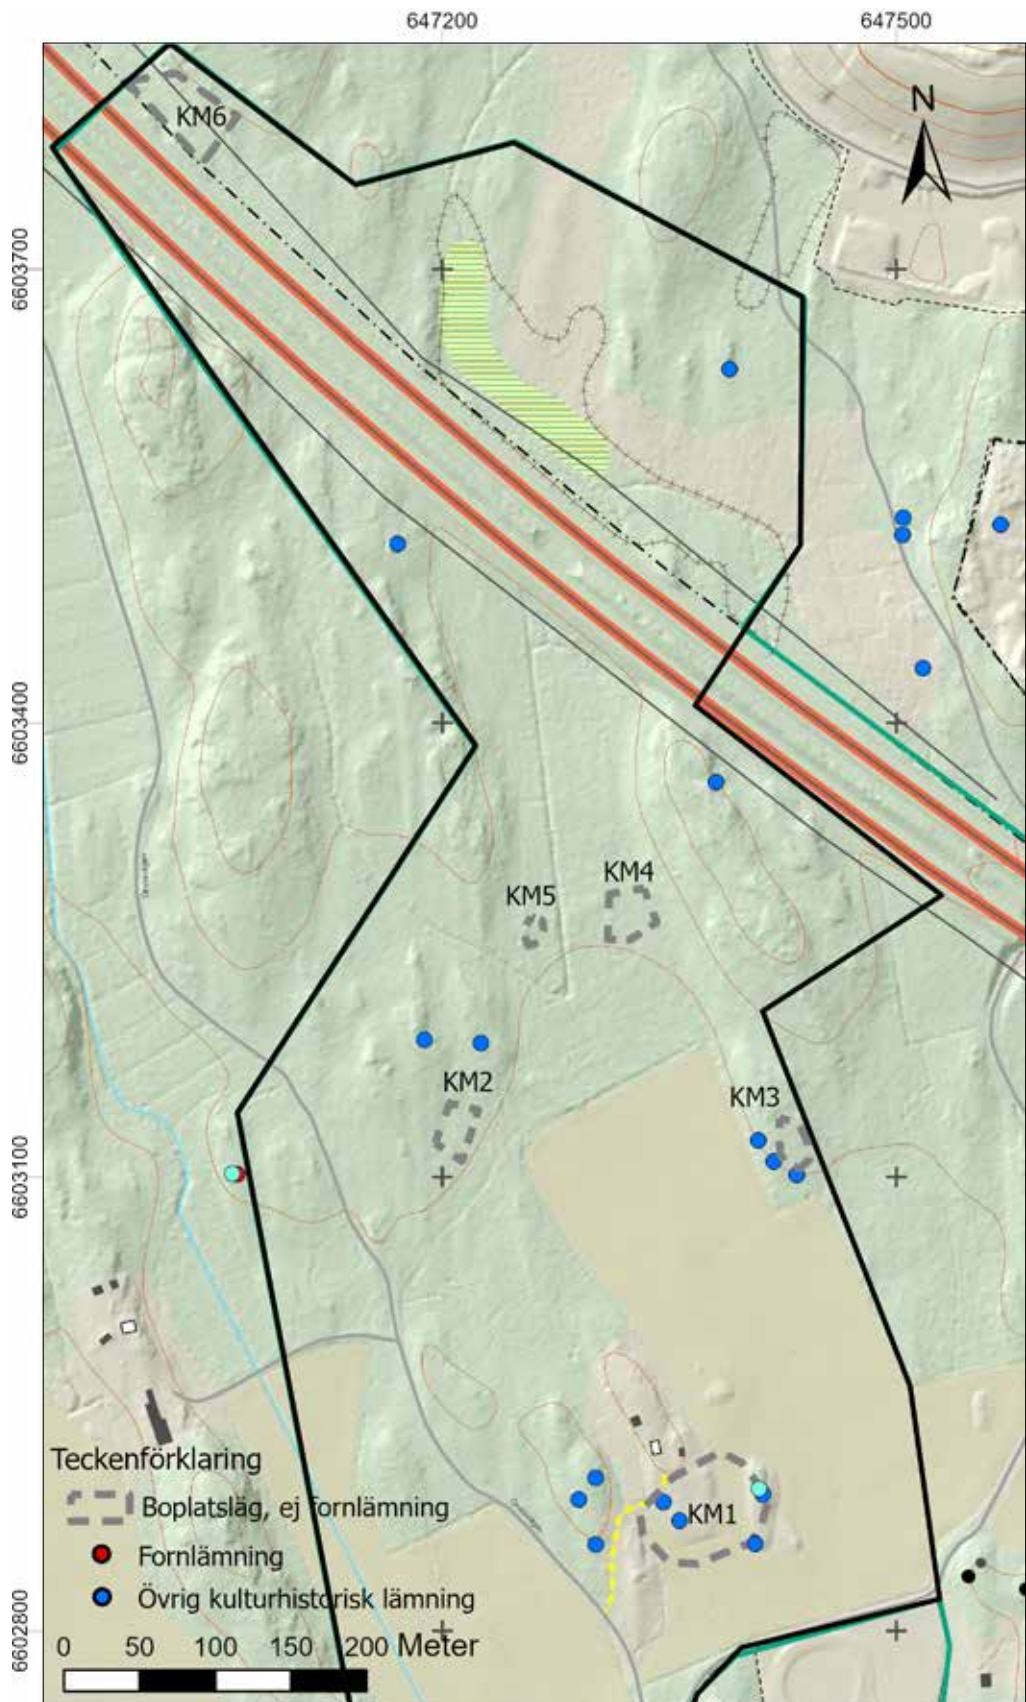 647200
647500
KM6
N
6603700
6603400
KM4
KM5
KM2
KM3
6603100
Teckenförklaring
Boplatsläg, ej fornlämning
KM1
Fornlämning
Övrig kulturhistorisk lämning
6602800
0 50 100 150 200 Meter